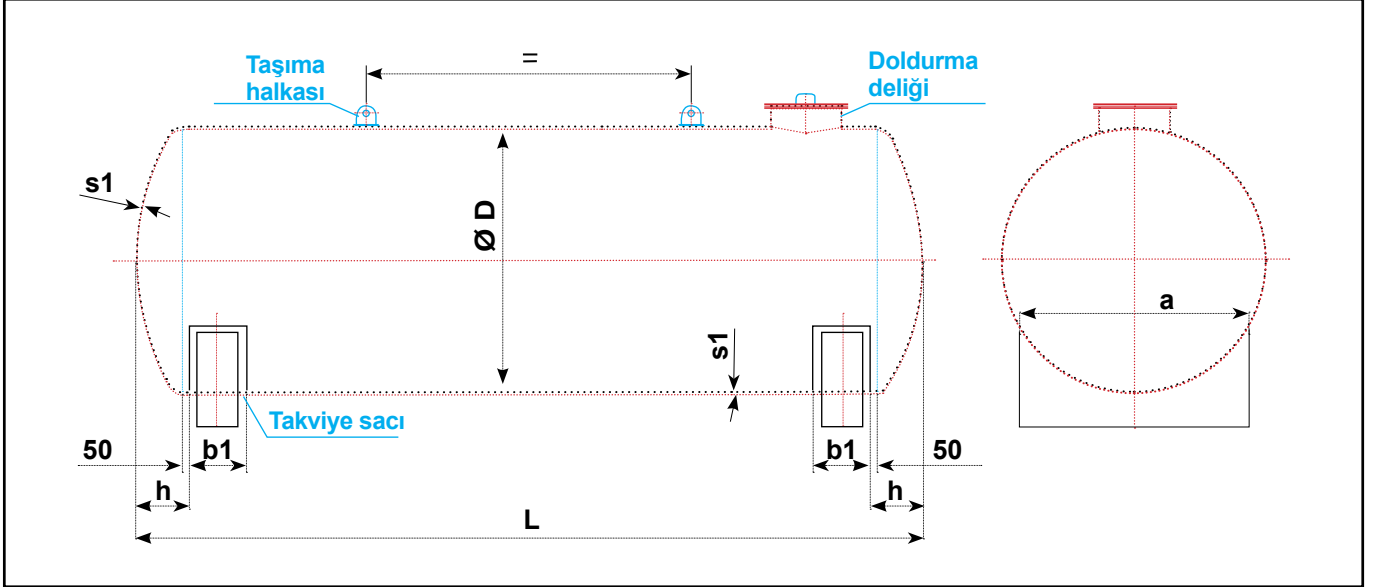 Taşıma
halkası
=
Doldurma
deliği
s1
Ø D
a
s1
Takviye sacı
50
b1
b1
50
h
h
L